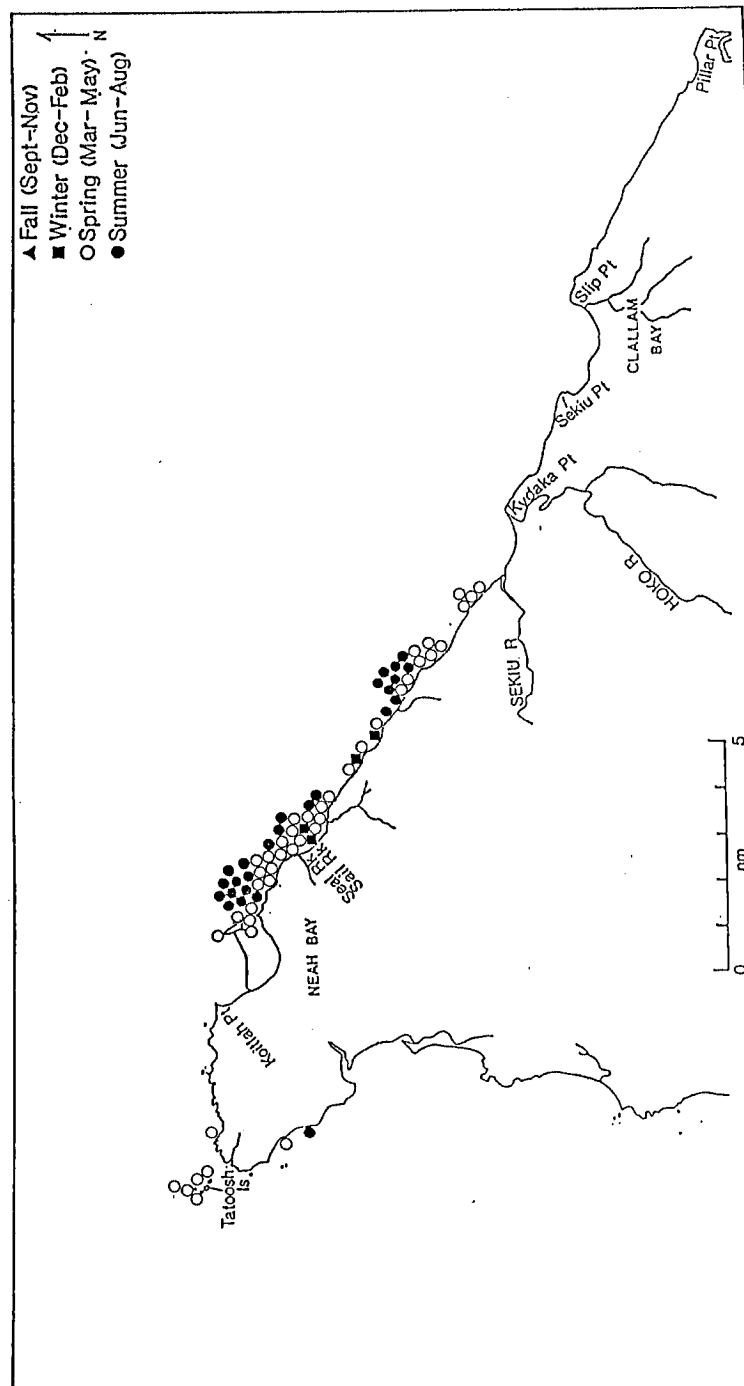 ▲ Fall (Sept-Nov)
■ Winter (Dec-Feb)
○ Spring (Mar-May)
● Summer (Jun-Aug)
N
Tatoosh
Is.
Koitlah Pt
NEAH BAY
Seal Rk
Sail Rk
SEKIU R
HOKO R
Kydaka Pt
Sekiu Pt
CLALLAM
BAY
Slip Pt
Pillar Pt
0 nm 5